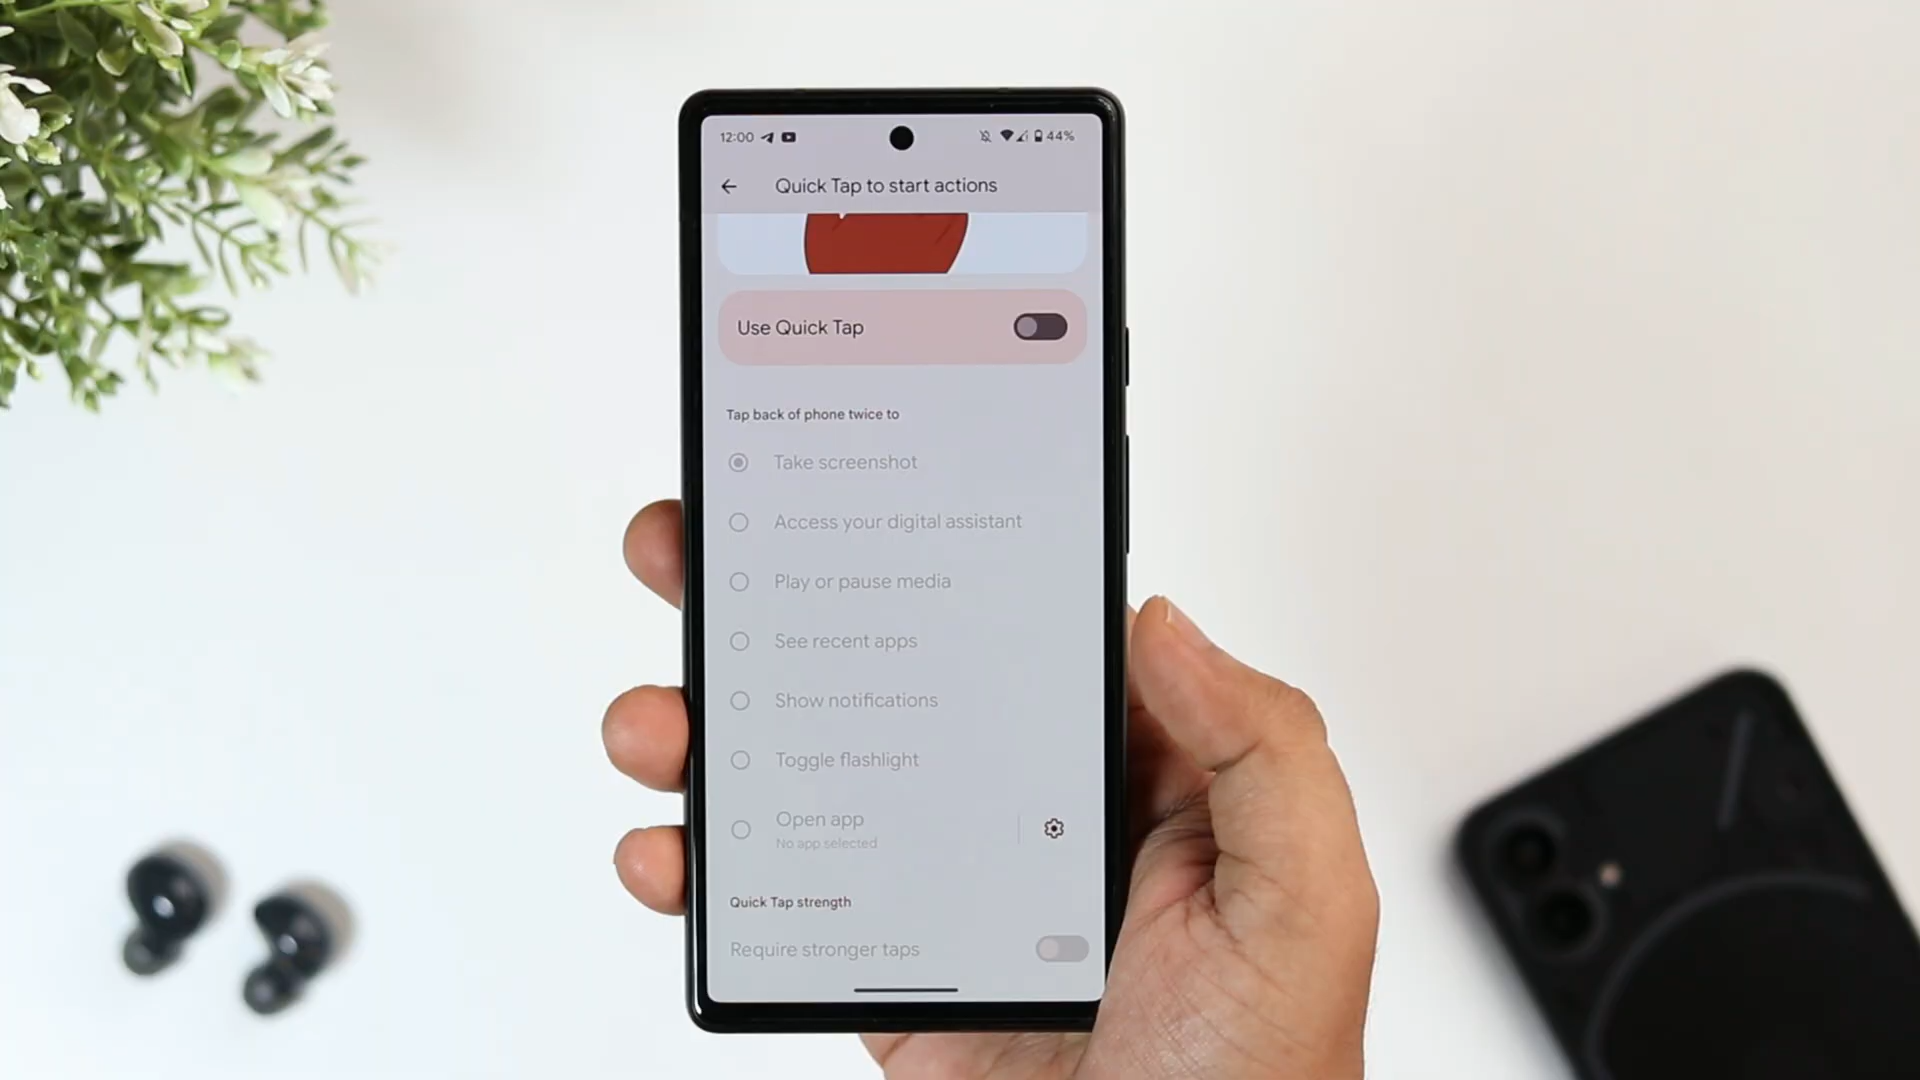 12:00 44%
Quick Tap to start actions
Use Quick Tap
Tap back of phone twice to
Take screenshot
Access your digital assistant
Play or pause media
See recent apps
Show notifications
Toggle flashlight
Open app
No app selected
Quick Tap strength
Require stronger taps